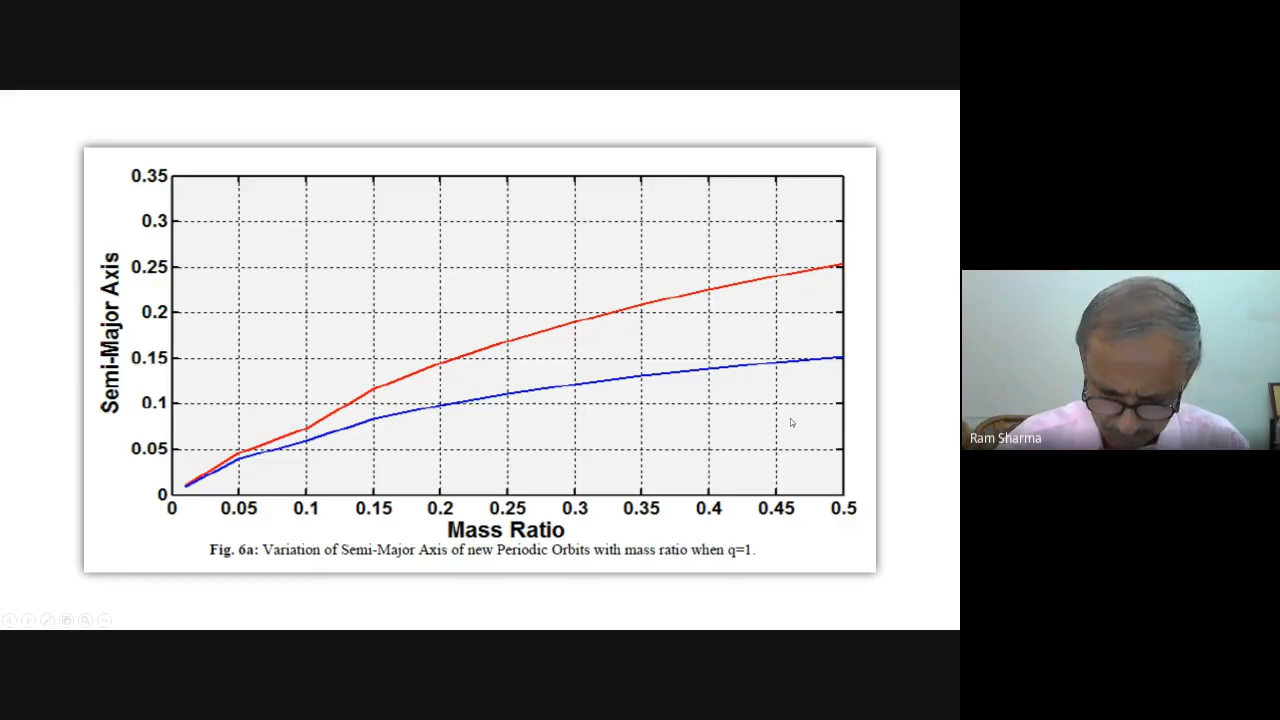 0.35
0.3
0.25
0.2
0.15
0.1
0.05
0
Semi-Major Axis
0 0.05 0.1 0.15 0.2 0.25 0.3 0.35 0.4 0.45 0.5
Mass Ratio
Fig. 6a: Variation of Semi-Major Axis of new Periodic Orbits with mass ratio when q=1.
Ram Sharma